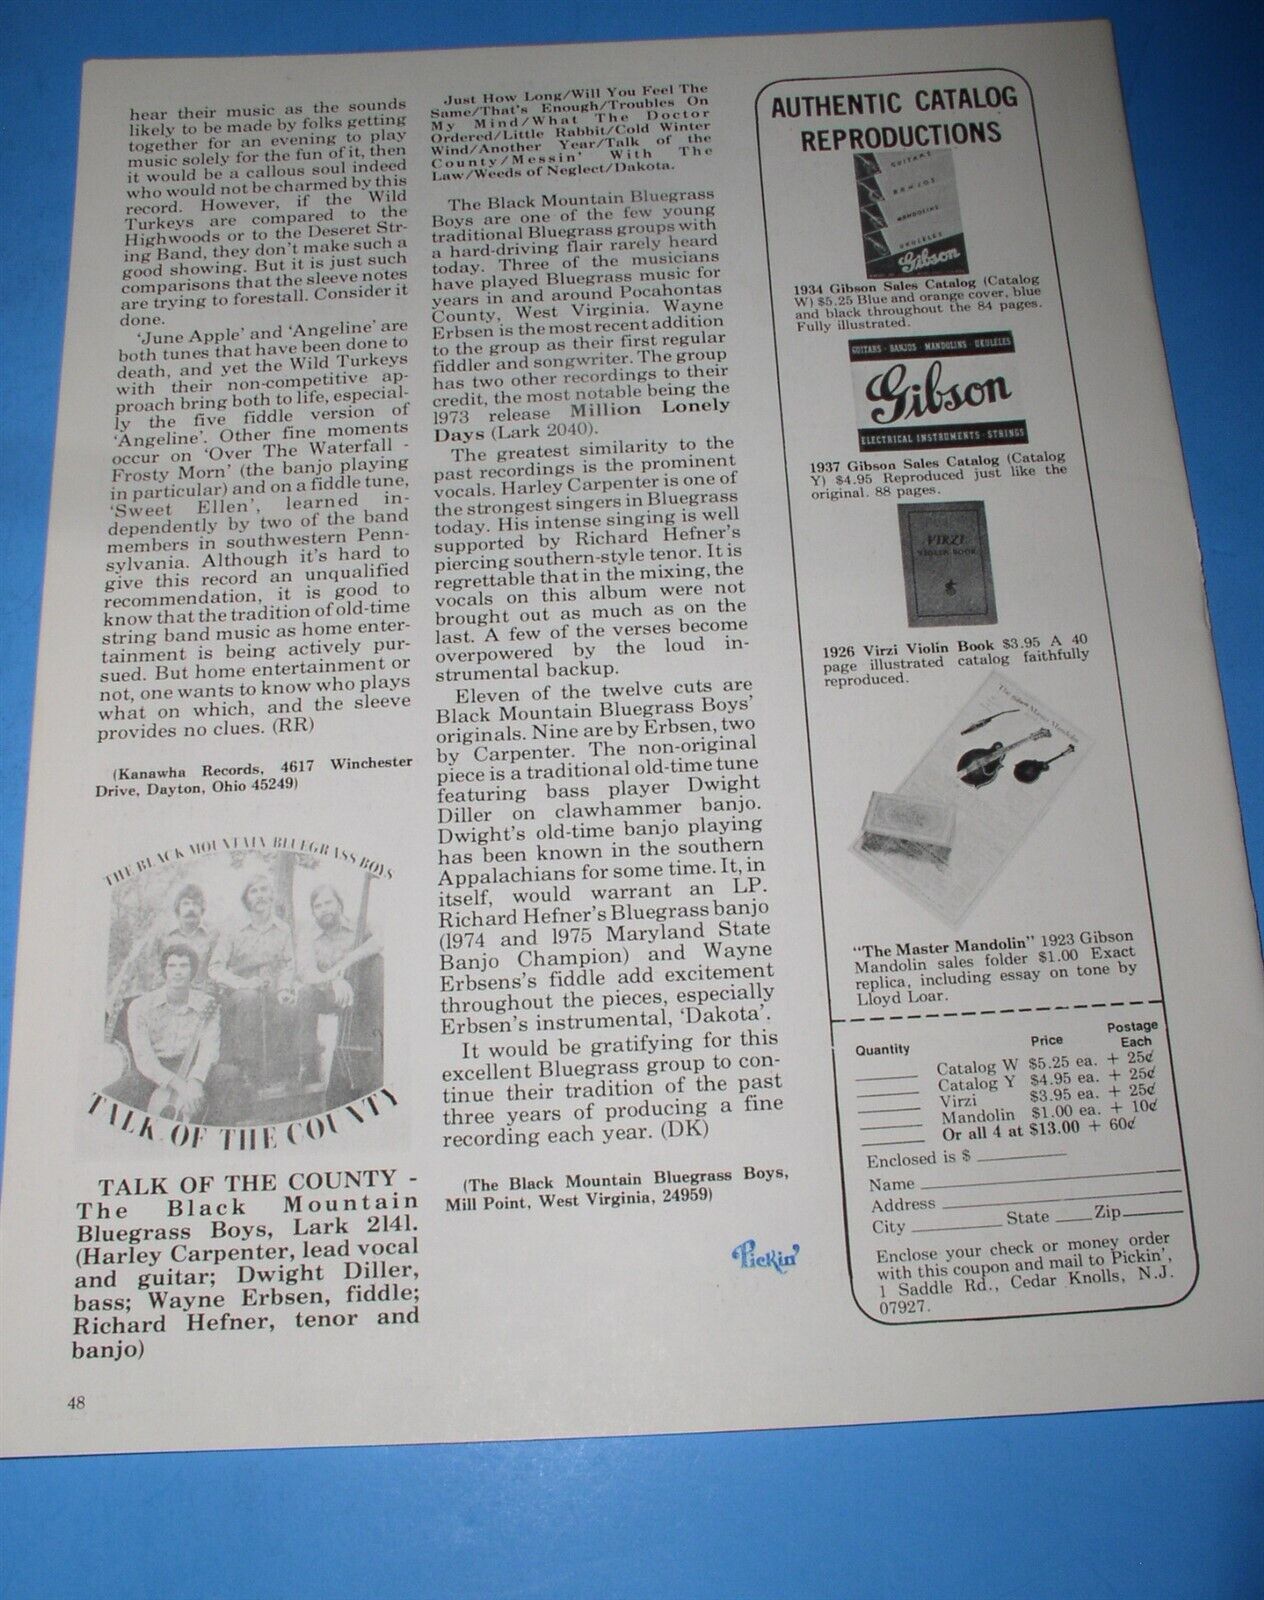 hear their music as the sounds
likely to be made by folks getting
together for an evening to play
music solely for the fun of it, then
it would be a callous soul indeed
who would not be charmed by this
record. However, if the Wild
Turkeys are compared to the
Highwoods or to the Deseret Str-
ing Band, they don't make such a
good showing. But it is just such
comparisons that the sleeve notes
are trying to forestall. Consider it
done.
'June Apple' and 'Angeline' are
both tunes that have been done to
death, and yet the Wild Turkeys
with their non-competitive ap-
proach bring both to life, especial-
ly the five fiddle version of
'Angeline'. Other fine moments
occur on 'Over The Waterfall -
Frosty Morn' (the banjo playing
in particular) and on a fiddle tune,
'Sweet Ellen', learned in-
dependently by two of the band
members in southwestern Penn-
sylvania. Although it's hard to
give this record an unqualified
recommendation, it is good to
know that the tradition of old-time
string band music as home enter-
tainment is being actively pur-
sued. But home entertainment or
not, one wants to know who plays
what on which, and the sleeve
provides no clues. (RR)
(Kanawha Records, 4617 Winchester
Drive, Dayton, Ohio 45249)
THE BLACK MOUNTAIN BLUEGRASS BOYS
TALK OF THE COUNTY
TALK OF THE COUNTY -
The Black Mountain
Bluegrass Boys, Lark 2141.
(Harley Carpenter, lead vocal
and guitar; Dwight Diller,
bass; Wayne Erbsen, fiddle;
Richard Hefner, tenor and
banjo)
48
Just How Long/Will You Feel The
Same/That's Enough/Troubles On
My Mind/What The Doctor
Ordered/Little Rabbit/Cold Winter
Wind/Another Year/Talk of the
County/Messin' With The
Law/Weeds of Neglect/Dakota.
The Black Mountain Bluegrass
Boys are one of the few young
traditional Bluegrass groups with
a hard-driving flair rarely heard
today. Three of the musicians
have played Bluegrass music for
years in and around Pocahontas
County, West Virginia. Wayne
Erbsen is the most recent addition
to the group as their first regular
fiddler and songwriter. The group
has two other recordings to their
credit, the most notable being the
1973 release Million Lonely
Days (Lark 2040).
The greatest similarity to the
past recordings is the prominent
vocals. Harley Carpenter is one of
the strongest singers in Bluegrass
today. His intense singing is well
supported by Richard Hefner's
piercing southern-style tenor. It is
regrettable that in the mixing, the
vocals on this album were not
brought out as much as on the
last. A few of the verses become
overpowered by the loud in-
strumental backup.
Eleven of the twelve cuts are
Black Mountain Bluegrass Boys'
originals. Nine are by Erbsen, two
by Carpenter. The non-original
piece is a traditional old-time tune
featuring bass player Dwight
Diller on clawhammer banjo.
Dwight's old-time banjo playing
has been known in the southern
Appalachians for some time. It, in
itself, would warrant an LP.
Richard Hefner's Bluegrass banjo
(1974 and 1975 Maryland State
Banjo Champion) and Wayne
Erbsens's fiddle add excitement
throughout the pieces, especially
Erbsen's instrumental, 'Dakota'.
It would be gratifying for this
excellent Bluegrass group to con-
tinue their tradition of the past
three years of producing a fine
recording each year. (DK)
(The Black Mountain Bluegrass Boys,
Mill Point, West Virginia, 24959)
Pickin'
AUTHENTIC CATALOG
REPRODUCTIONS
GUITARS
BANJOS
MANDOLINS
UKULELES
Gibson
1934 Gibson Sales Catalog (Catalog
W) $5.25 Blue and orange cover, blue
and black throughout the 84 pages.
Fully illustrated.
GUITARS · BANJOS · MANDOLINS · UKULELES
Gibson
ELECTRICAL INSTRUMENTS · STRINGS
1937 Gibson Sales Catalog (Catalog
Y) $4.95 Reproduced just like the
original. 88 pages.
VIRZI
VIOLIN BOOK
1926 Virzi Violin Book $3.95 A 40
page illustrated catalog faithfully
reproduced.
The Gibson Master Mandolin
"The Master Mandolin" 1923 Gibson
Mandolin sales folder $1.00 Exact
replica, including essay on tone by
Lloyd Loar.
Quantity Price Postage
Each
Catalog W $5.25 ea. + 25¢
Catalog Y $4.95 ea. + 25¢
Virzi $3.95 ea. + 25¢
Mandolin $1.00 ea. + 10¢
Or all 4 at $13.00 + 60¢
Enclosed is $
Name
Address
City State Zip
Enclose your check or money order
with this coupon and mail to Pickin',
1 Saddle Rd., Cedar Knolls, N.J.
07927.